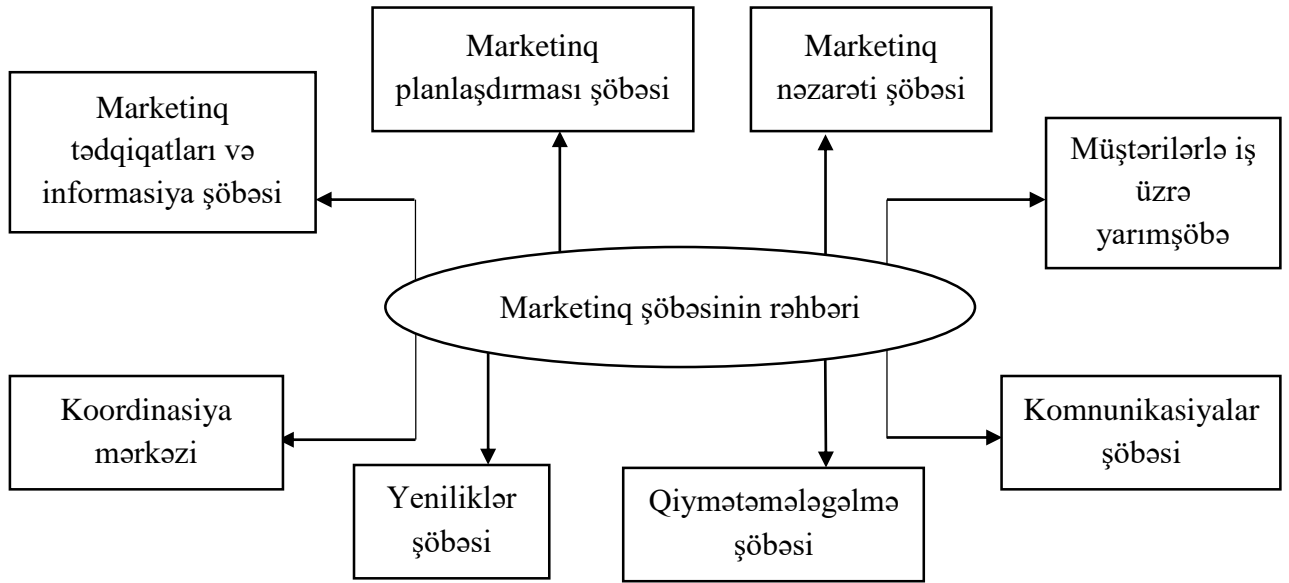 Marketinq
planlaşdırması şöbəsi
Marketinq
nəzarəti şöbəsi
Marketinq
tədqiqatları və
informasiya şöbəsi
Müştərilərlə iş
üzrə
yarımşöbə
Marketinq şöbəsinin rəhbəri
Koordinasiya
mərkəzi
Komnunikasiyalar
şöbəsi
Yeniliklər
şöbəsi
Qiymətəmələgəlmə
şöbəsi